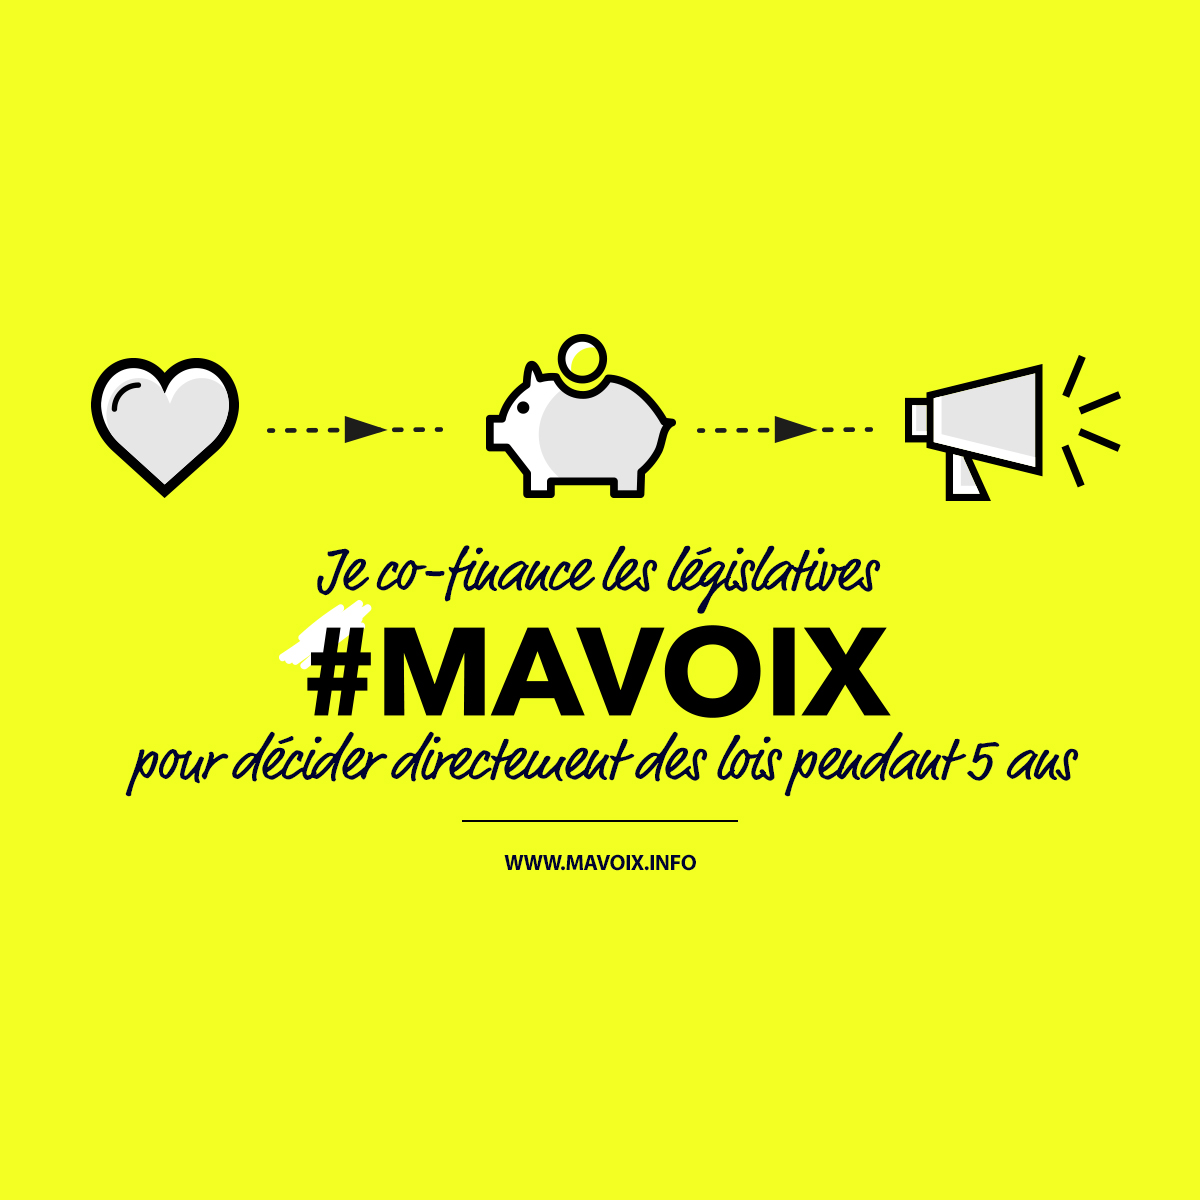 Je co-finance les législatives
#MAVOIX
pour décider directement des lois pendant 5 ans
WWW.MAVOIX.INFO